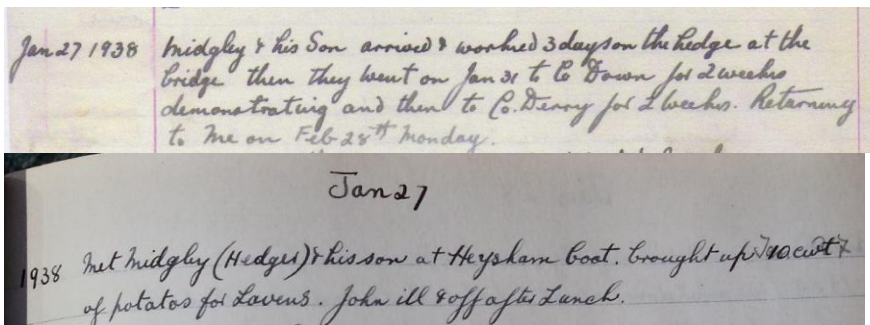 Jan 27 1938 Midgley & his Son arrived & worked 3 days on the hedge at the
bridge then they went on Jan 31 to Co Down for 2 weeks
demonstrating and then to Co. Derry for 2 weeks. Returning
to me on Feb 28th Monday.
Jan 27
1938 Met Midgley (Hedger) & his son at Heysham boat. brought up 10 cwt
of potatos for Lavens. John ill & off after Lunch.